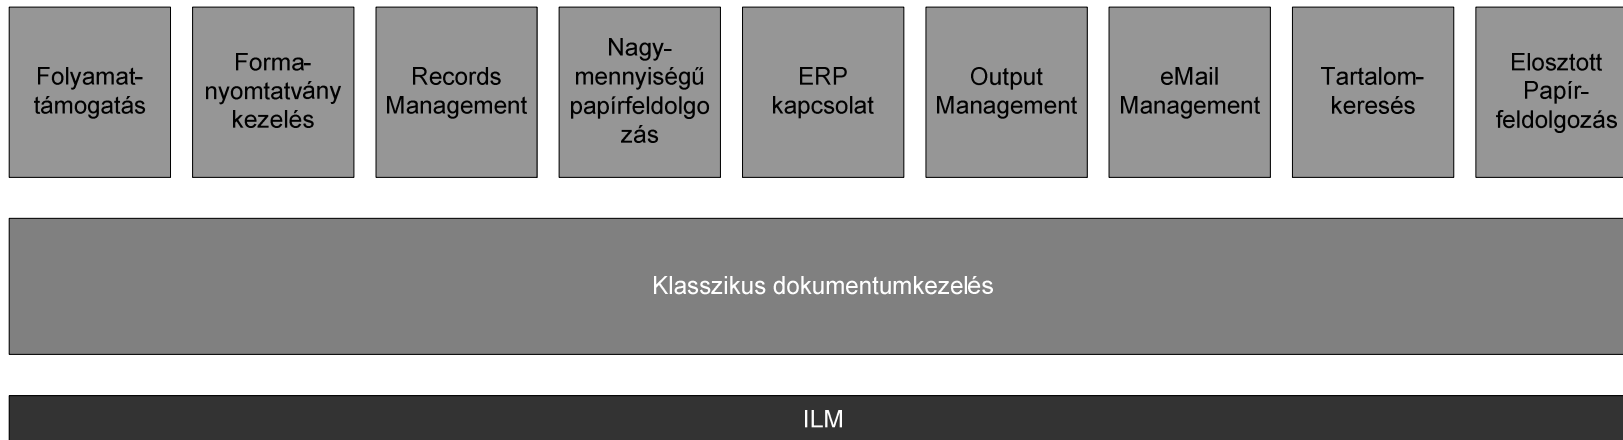 Folyamat-
támogatás
Forma-
nyomtatvány
kezelés
Records
Management
Nagy-
mennyiségű
papírfeldolgo
zás
ERP
kapcsolat
Output
Management
eMail
Management
Tartalom-
keresés
Elosztott
Papír-
feldolgozás
Klasszikus dokumentumkezelés
ILM